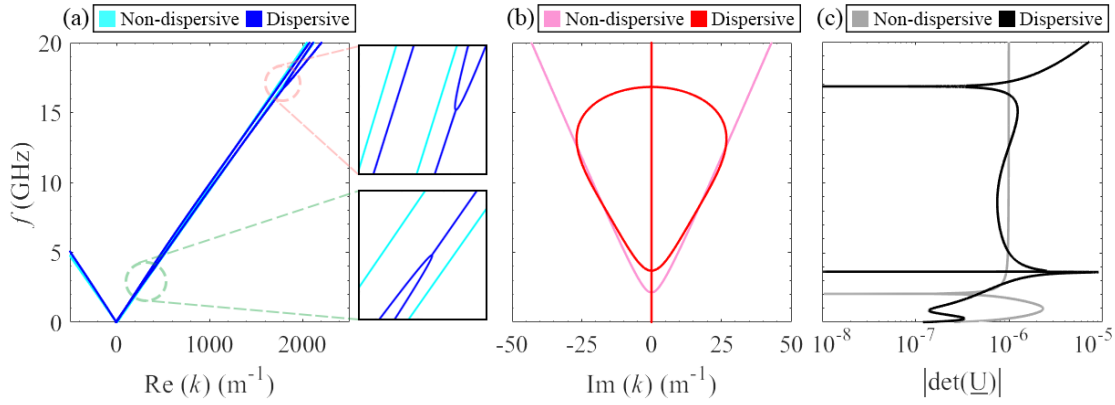 (a) Non-dispersive Dispersive
(b) Non-dispersive Dispersive
(c) Non-dispersive Dispersive
f (GHz)
20
15
10
5
0
0 1000 2000
Re (k) (m⁻¹)
-50 -25 0 25 50
Im (k) (m⁻¹)
10⁻⁸ 10⁻⁷ 10⁻⁶ 10⁻⁵
|det(U)|